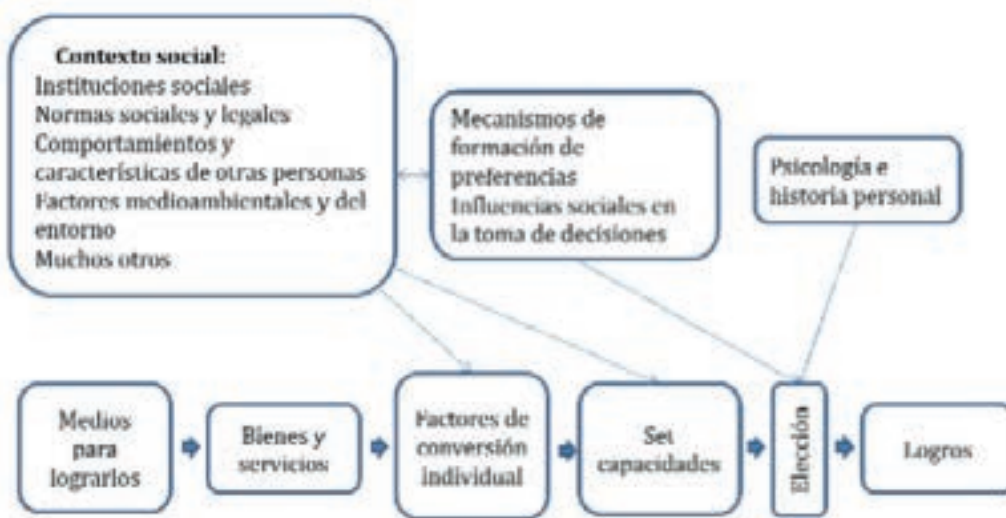 Contexto social:
Instituciones sociales
Normas sociales y legales
Comportamientos y
características de otras personas
Factores medioambientales y del
entorno
Muchos otros
Mecanismos de
formación de
preferencias
Influencias sociales en
la toma de decisiones
Psicología e
historia personal
Medios
para
lograrlos
Bienes y
servicios
Factores de
conversión
individual
Set
capacidades
Elección
Logros